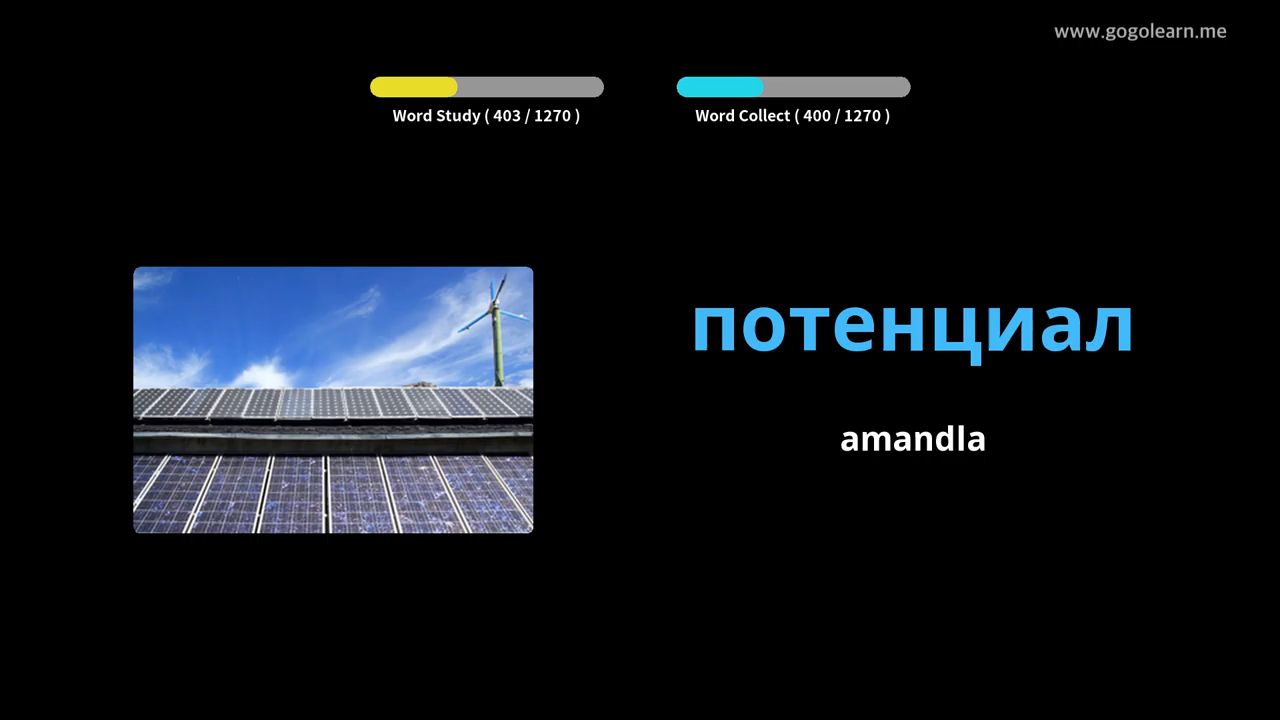 www.gogolearn.me
Word Study ( 403 / 1270 )
Word Collect ( 400 / 1270 )
потенциал
amandla